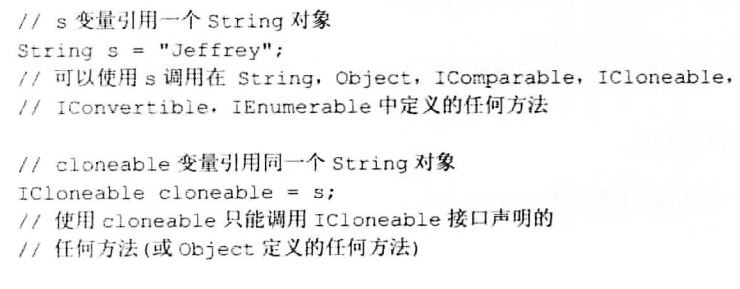 // s 变量引用一个 String 对象
String s = "Jeffrey";
// 可以使用 s 调用在 String, Object, IComparable, ICloneable,
// IConvertible, IEnumerable 中定义的任何方法
// cloneable 变量引用同一个 String 对象
ICloneable cloneable = s;
// 使用 cloneable 只能调用 ICloneable 接口声明的
// 任何方法(或 Object 定义的任何方法)